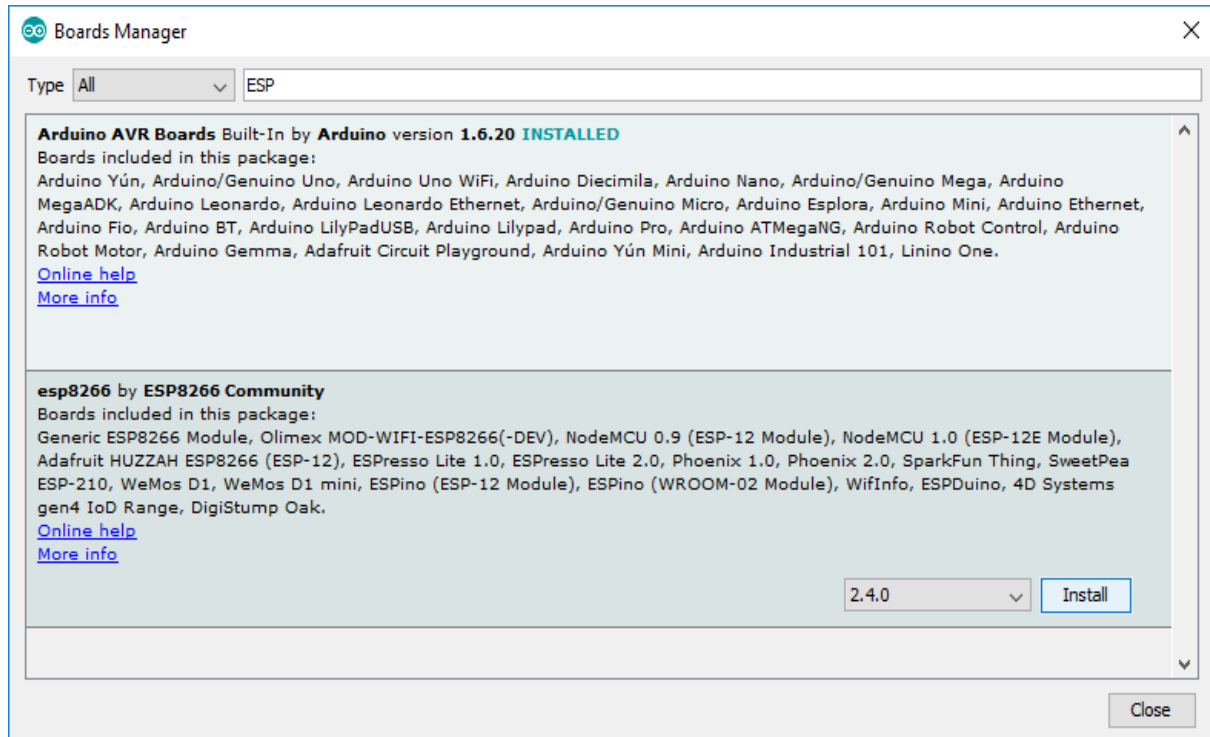 Boards Manager
Type All ESP
Arduino AVR Boards Built-In by Arduino version 1.6.20 INSTALLED
Boards included in this package:
Arduino Yún, Arduino/Genuino Uno, Arduino Uno WiFi, Arduino Diecimila, Arduino Nano, Arduino/Genuino Mega, Arduino
MegaADK, Arduino Leonardo, Arduino Leonardo Ethernet, Arduino/Genuino Micro, Arduino Esplora, Arduino Mini, Arduino Ethernet,
Arduino Fio, Arduino BT, Arduino LilyPadUSB, Arduino Lilypad, Arduino Pro, Arduino ATMegaNG, Arduino Robot Control, Arduino
Robot Motor, Arduino Gemma, Adafruit Circuit Playground, Arduino Yún Mini, Arduino Industrial 101, Linino One.
Online help
More info
esp8266 by ESP8266 Community
Boards included in this package:
Generic ESP8266 Module, Olimex MOD-WIFI-ESP8266(-DEV), NodeMCU 0.9 (ESP-12 Module), NodeMCU 1.0 (ESP-12E Module),
Adafruit HUZZAH ESP8266 (ESP-12), ESPresso Lite 1.0, ESPresso Lite 2.0, Phoenix 1.0, Phoenix 2.0, SparkFun Thing, SweetPea
ESP-210, WeMos D1, WeMos D1 mini, ESPino (ESP-12 Module), ESPino (WROOM-02 Module), WifInfo, ESPDuino, 4D Systems
gen4 IoD Range, DigiStump Oak.
Online help
More info
2.4.0 Install
Close